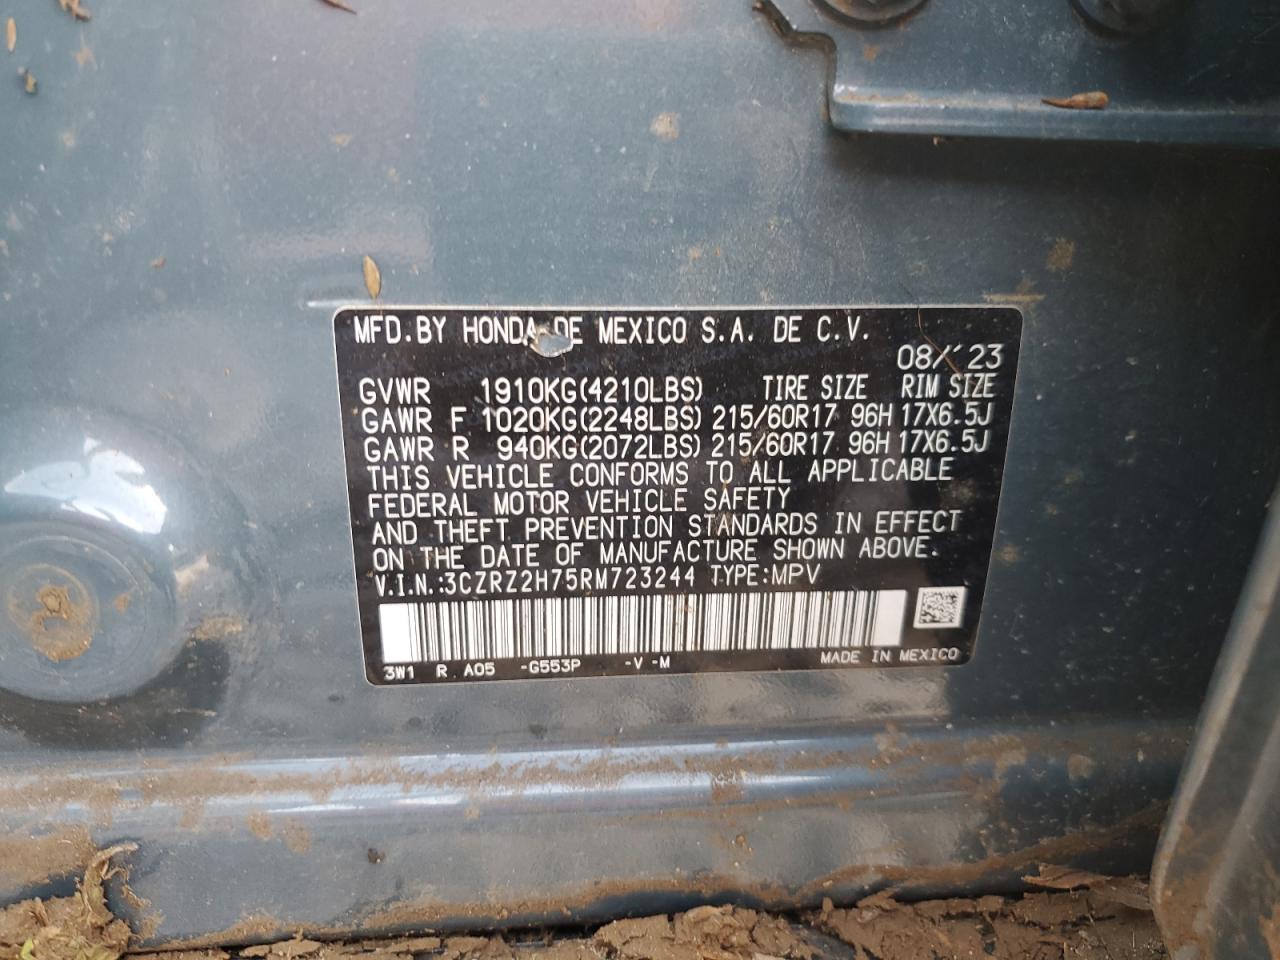 MFD.BY HONDA DE MEXICO S.A. DE C.V.
08/'23
GVWR 1910KG(4210LBS) TIRE SIZE RIM SIZE
GAWR F 1020KG(2248LBS) 215/60R17 96H 17X6.5J
GAWR R 940KG(2072LBS) 215/60R17 96H 17X6.5J
THIS VEHICLE CONFORMS TO ALL APPLICABLE
FEDERAL MOTOR VEHICLE SAFETY
AND THEFT PREVENTION STANDARDS IN EFFECT
ON THE DATE OF MANUFACTURE SHOWN ABOVE.
V.I.N.:3CZRZ2H75RM723244 TYPE:MPV
3W1 R A05 -G553P -V -M MADE IN MEXICO